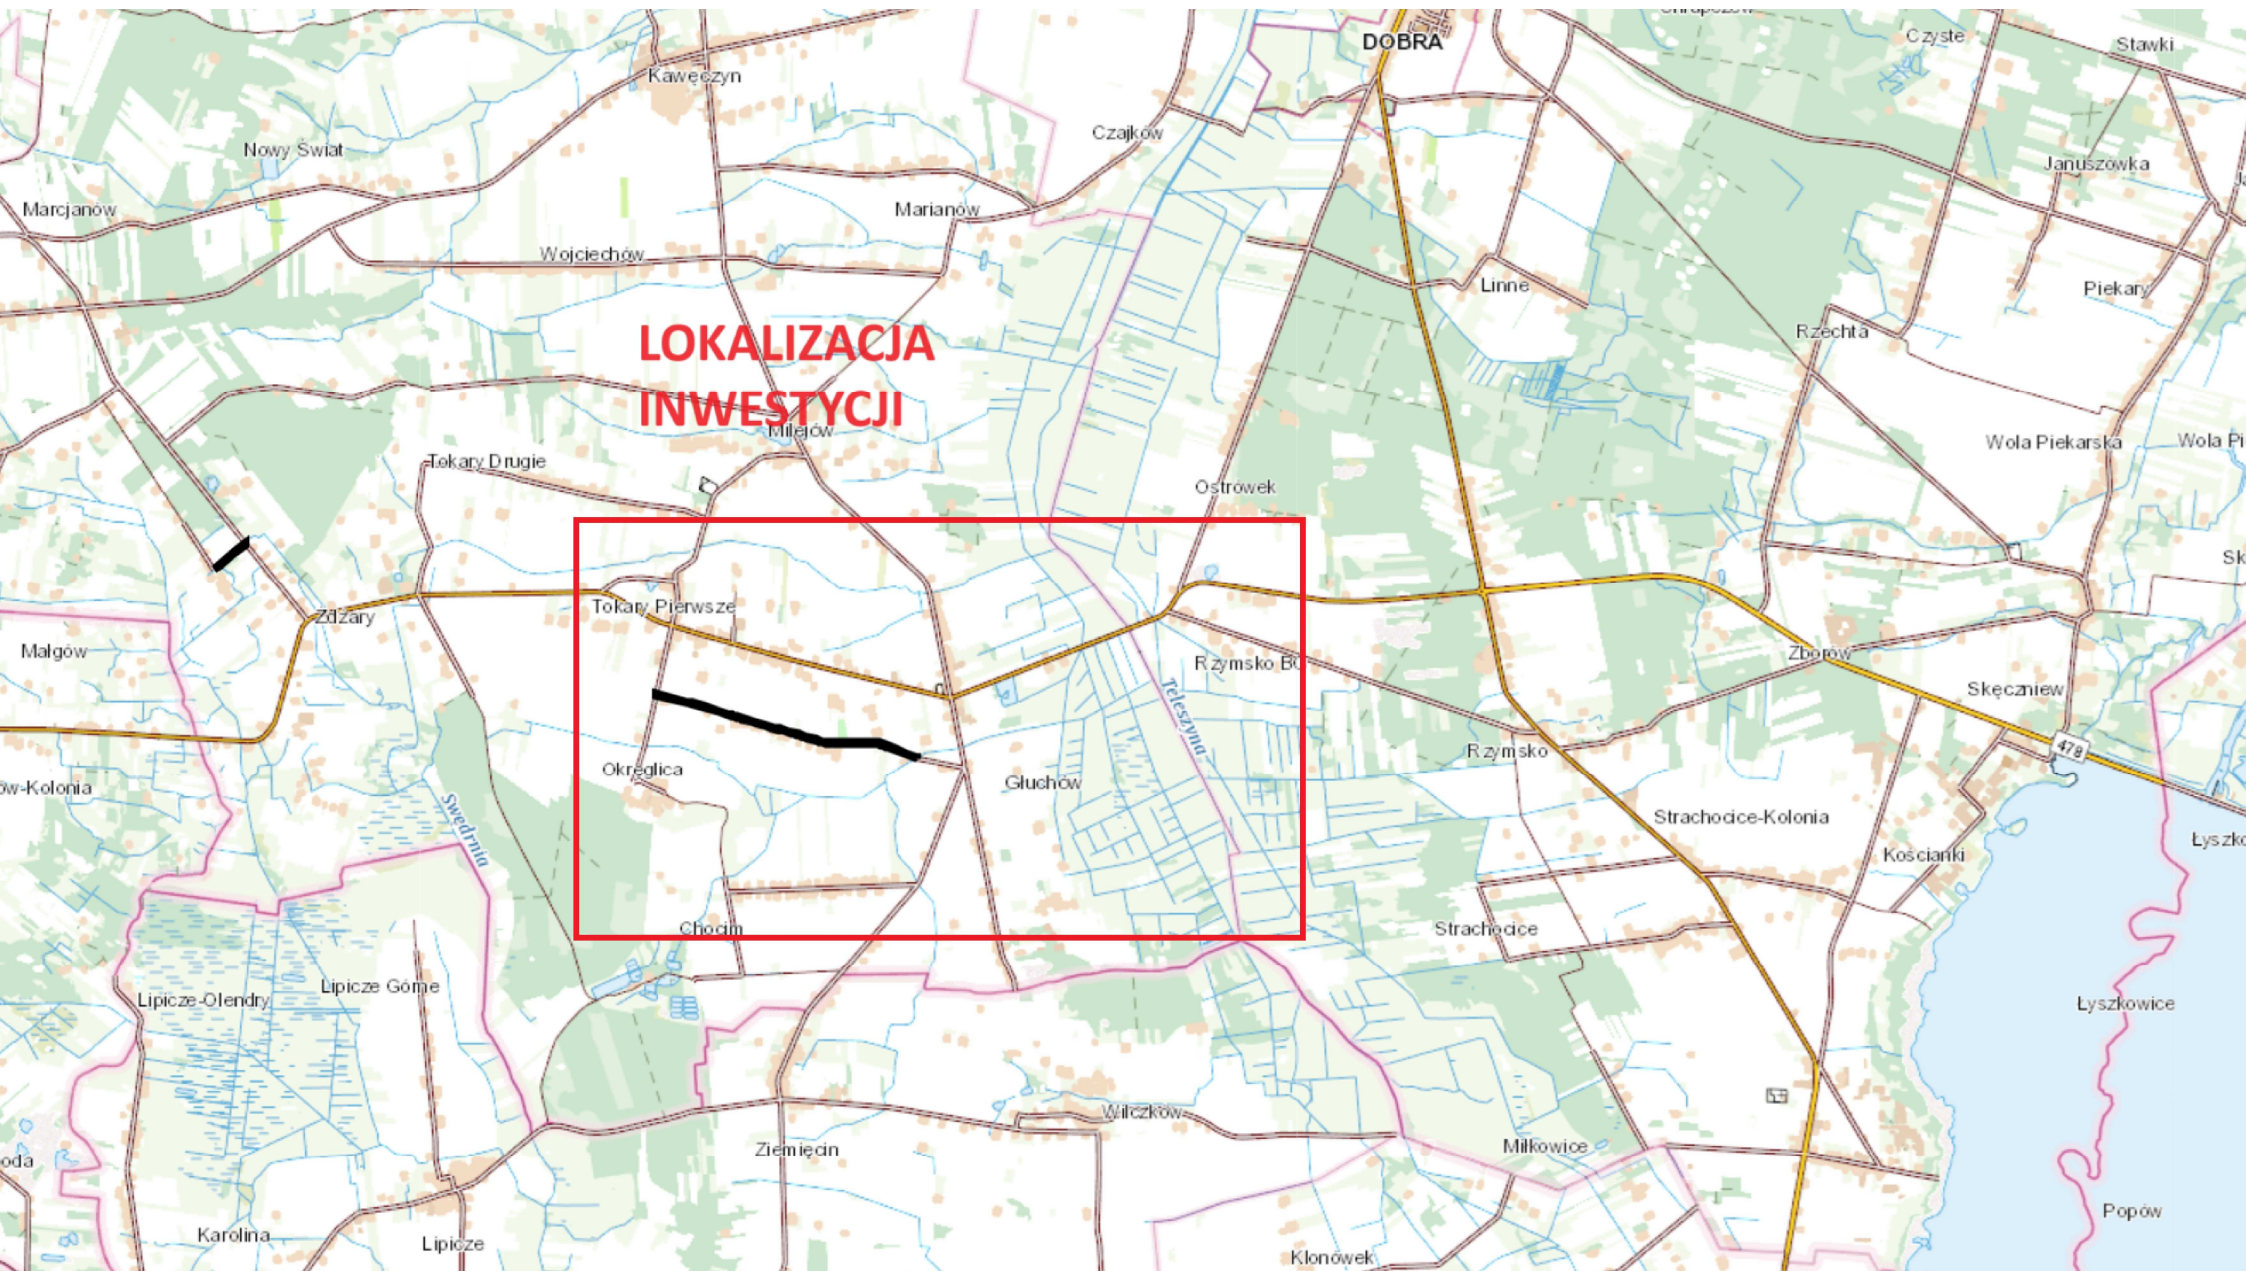 DOBRA
Czyste
Stawki
Kawęczyn
Czajków
Nowy Świat
Januszówka
Marcjanów
Marianów
Wojciechów
Linne
Piekary
LOKALIZACJA
INWESTYCJI
Rzechta
Milejów
Wola Piekarska
Wola Pi
Tokary Drugie
Ostrówek
Sk
Tokary Pierwsze
Zdżary
Małgów
Rzymsko BO
Zborów
Skęczniew
Teleszyna
Rzymsko
478
Okręglica
Głuchów
ów-Kolonia
Swędrnia
Strachocice-Kolonia
Łyszko
Kościanki
Chocim
Strachocice
Lipicze Górne
Lipicze-Olendry
Łyszkowice
Wilczków
Ziemięcin
Miłkowice
oda
Popów
Karolina
Lipicze
Klonówek